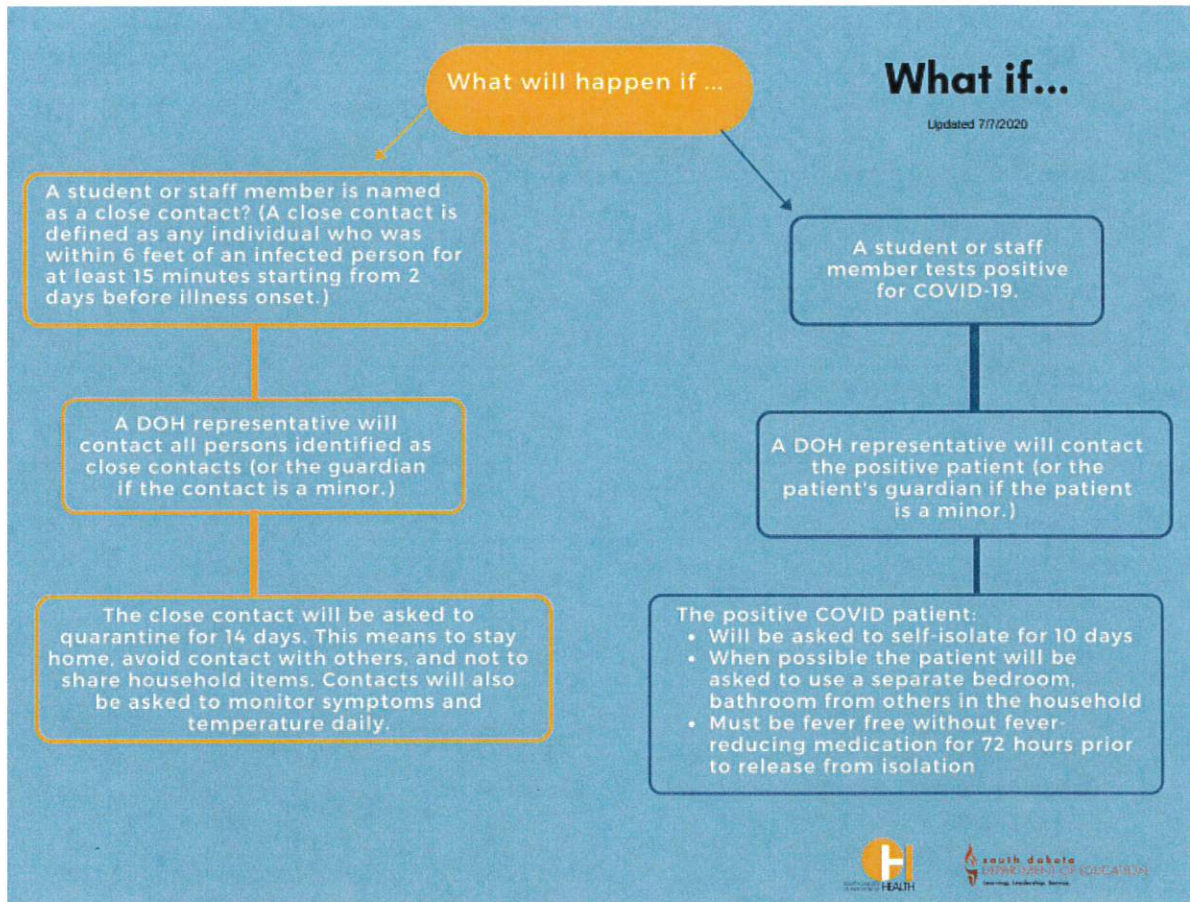 What will happen if ...
What if...
Updated 7/7/2020
A student or staff member is named
as a close contact? (A close contact is
defined as any individual who was
within 6 feet of an infected person for
at least 15 minutes starting from 2
days before illness onset.)
A DOH representative will
contact all persons identified as
close contacts (or the guardian
if the contact is a minor.)
The close contact will be asked to
quarantine for 14 days. This means to stay
home, avoid contact with others, and not to
share household items. Contacts will also
be asked to monitor symptoms and
temperature daily.
A student or staff
member tests positive
for COVID-19.
A DOH representative will contact
the positive patient (or the
patient's guardian if the patient
is a minor.)
The positive COVID patient:
• Will be asked to self-isolate for 10 days
• When possible the patient will be
asked to use a separate bedroom,
bathroom from others in the household
• Must be fever free without fever-
reducing medication for 72 hours prior
to release from isolation
HEALTH
south dakota
DEPARTMENT OF EDUCATION
Learning. Leadership. Service.